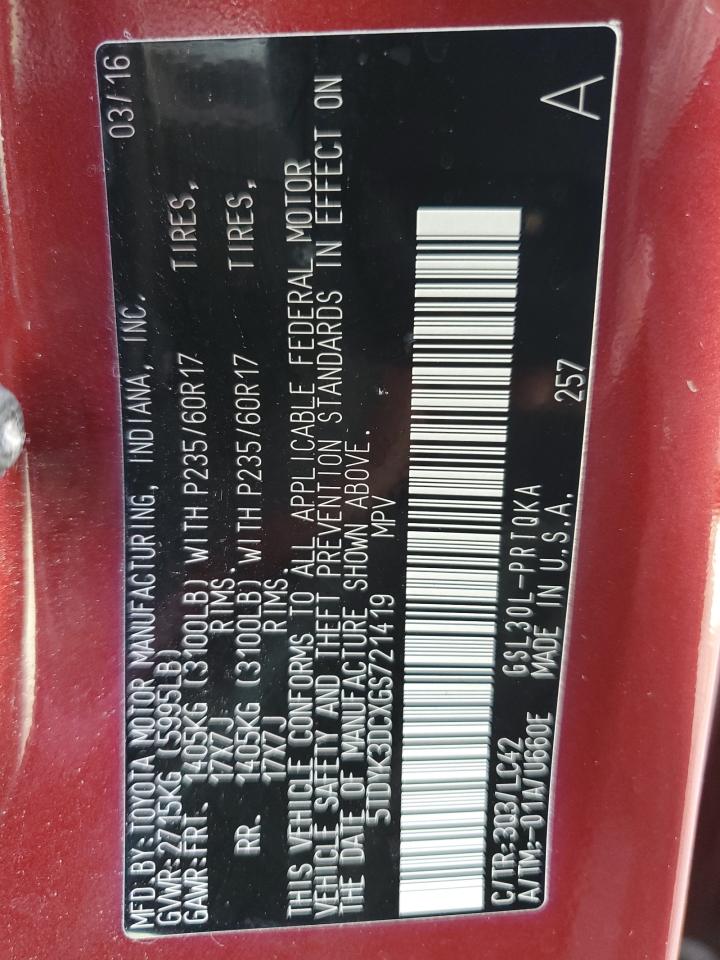 MFD BY: TOYOTA MOTOR MANUFACTURING, INDIANA, INC. 03/16
GVWR: 2715KG (5995LB)
GAWR: FRT. 1405KG (3100LB) WITH P235/60R17 TIRES,
17X7J RIMS.
RR. 1405KG (3100LB) WITH P235/60R17 TIRES,
17X7J RIMS.
THIS VEHICLE CONFORMS TO ALL APPLICABLE FEDERAL MOTOR
VEHICLE SAFETY AND THEFT PREVENTION STANDARDS IN EFFECT ON
THE DATE OF MANUFACTURE SHOWN ABOVE.
5TDYK3DCXGS721419 MPV
C/TR: 3Q3/LC42 GSL30L-PRTQKA
A/TM: -01A/U660E MADE IN U.S.A. 257 A